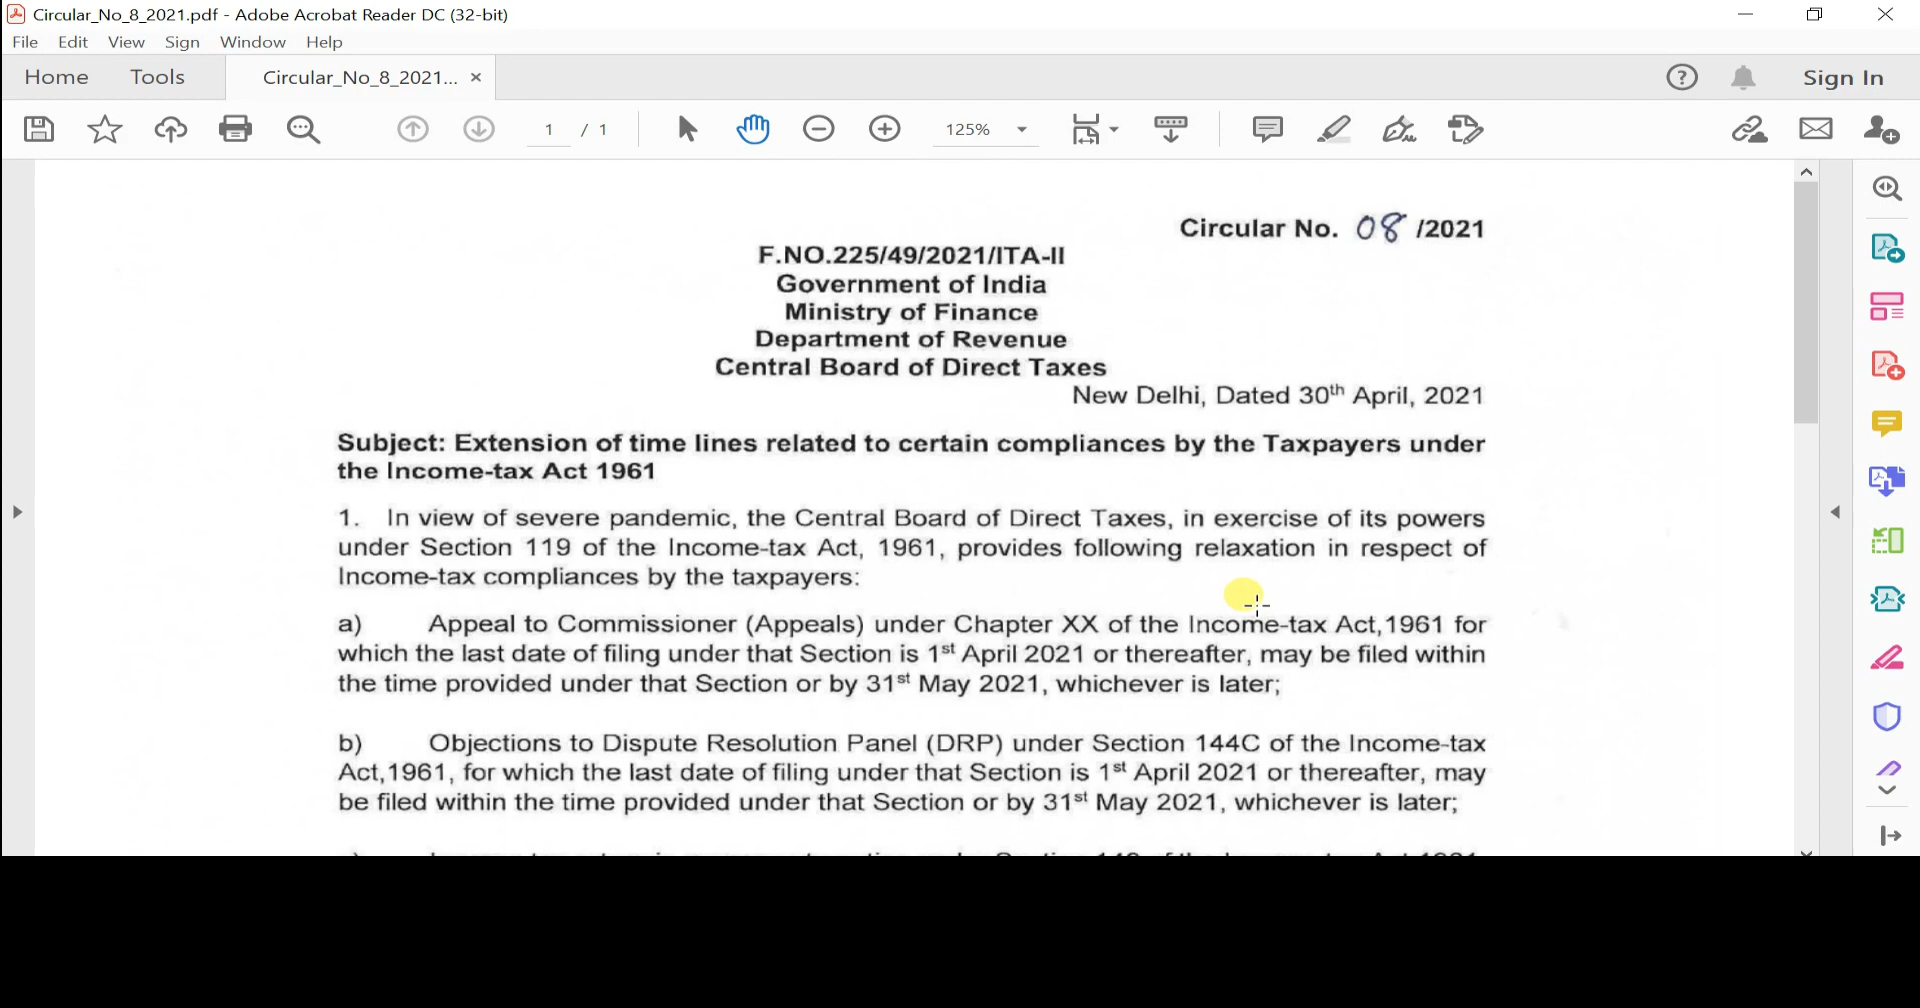 Circular_No_8_2021.pdf - Adobe Acrobat Reader DC (32-bit)
File Edit View Sign Window Help
Home Tools Circular_No_8_2021... × Sign In
1 / 1 125%
Circular No. 08 /2021
F.NO.225/49/2021/ITA-II
Government of India
Ministry of Finance
Department of Revenue
Central Board of Direct Taxes
New Delhi, Dated 30th April, 2021
Subject: Extension of time lines related to certain compliances by the Taxpayers under
the Income-tax Act 1961
1. In view of severe pandemic, the Central Board of Direct Taxes, in exercise of its powers
under Section 119 of the Income-tax Act, 1961, provides following relaxation in respect of
Income-tax compliances by the taxpayers:
a) Appeal to Commissioner (Appeals) under Chapter XX of the Income-tax Act,1961 for
which the last date of filing under that Section is 1st April 2021 or thereafter, may be filed within
the time provided under that Section or by 31st May 2021, whichever is later;
b) Objections to Dispute Resolution Panel (DRP) under Section 144C of the Income-tax
Act,1961, for which the last date of filing under that Section is 1st April 2021 or thereafter, may
be filed within the time provided under that Section or by 31st May 2021, whichever is later;